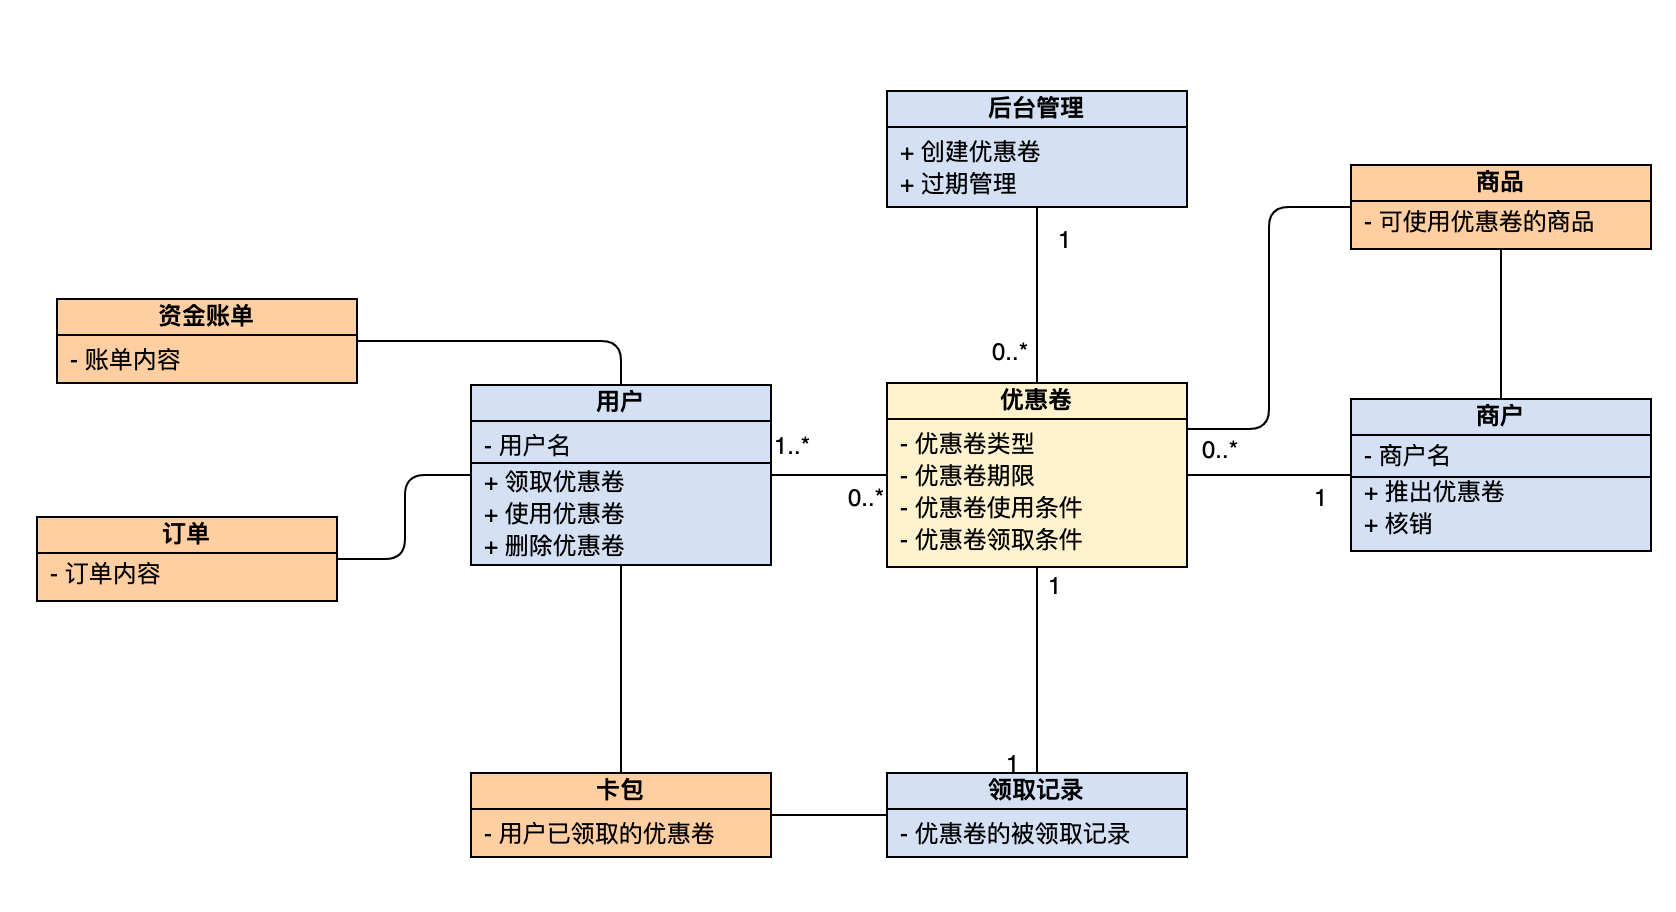 后台管理
+ 创建优惠卷
+ 过期管理
1
0..*
商品
- 可使用优惠卷的商品
资金账单
- 账单内容
用户
- 用户名
+ 领取优惠卷
+ 使用优惠卷
+ 删除优惠卷
1..*
0..*
优惠卷
- 优惠卷类型
- 优惠卷期限
- 优惠卷使用条件
- 优惠卷领取条件
0..*
1
商户
- 商户名
+ 推出优惠卷
+ 核销
订单
- 订单内容
1
1
卡包
- 用户已领取的优惠卷
领取记录
- 优惠卷的被领取记录